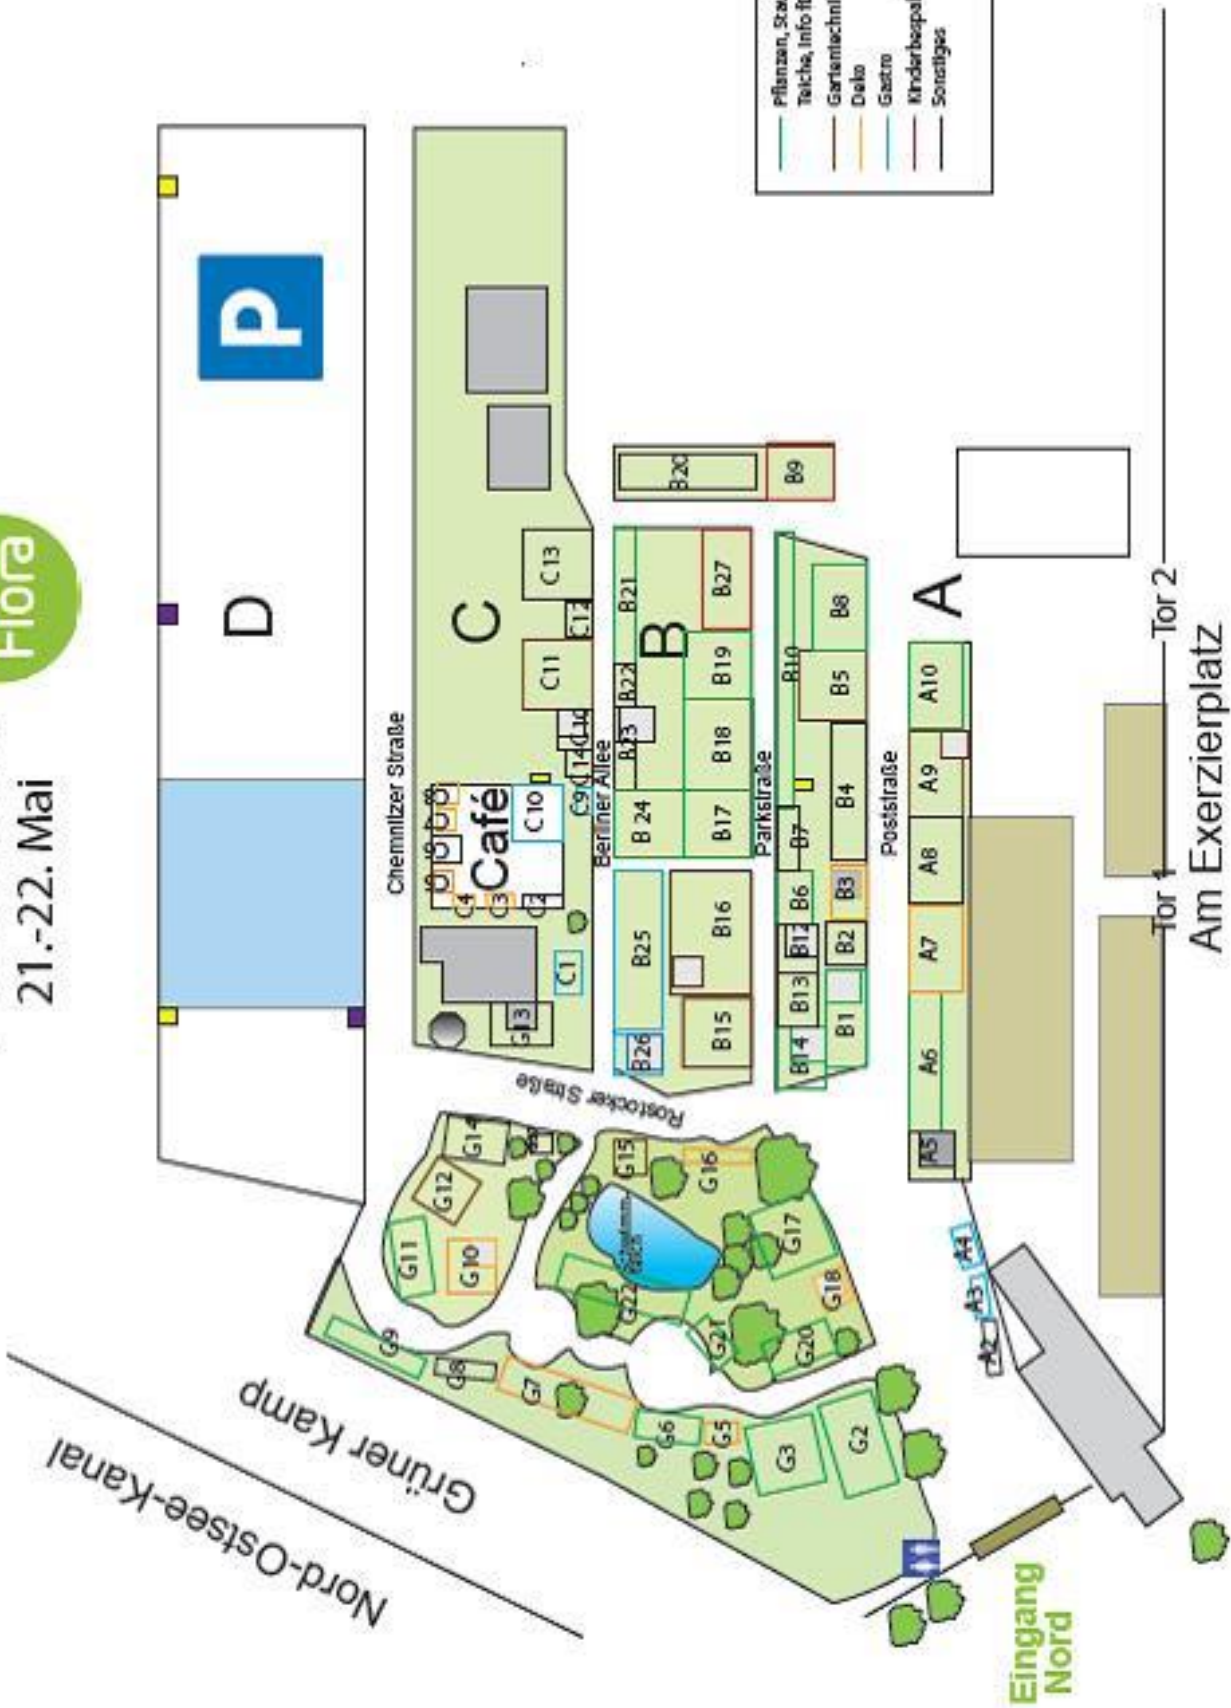 Flora
21.-22. Mai
P
D
Chemnitzer Straße
C
C13
C12
C11
C10
C14
C9
C10
Café
C4
C3
C2
C1
G13
Berliner Allee
B20
B9
B21
B27
B
B22
B19
B23
B18
B 24
B17
B25
B16
B26
B15
Parkstraße
B10
B8
B5
B4
B7
B6
B3
B12
B2
B13
B14
B1
Poststraße
A
A10
A9
A8
A7
A6
A5
A4
A3
A2
Rostocker Straße
G14
G12
G11
G10
G15
G16
G17
G18
G22
G21
G20
G9
G8
G7
G6
G5
G3
G2
Grüner Kamp
Nord-Ostsee-Kanal
Eingang
Nord
Tor 1
Tor 2
Am Exerzierplatz
Pflanzen, Stau
Teiche, Info fü
Gartentechni
Deko
Gastro
Kinderbespa
Sonstiges